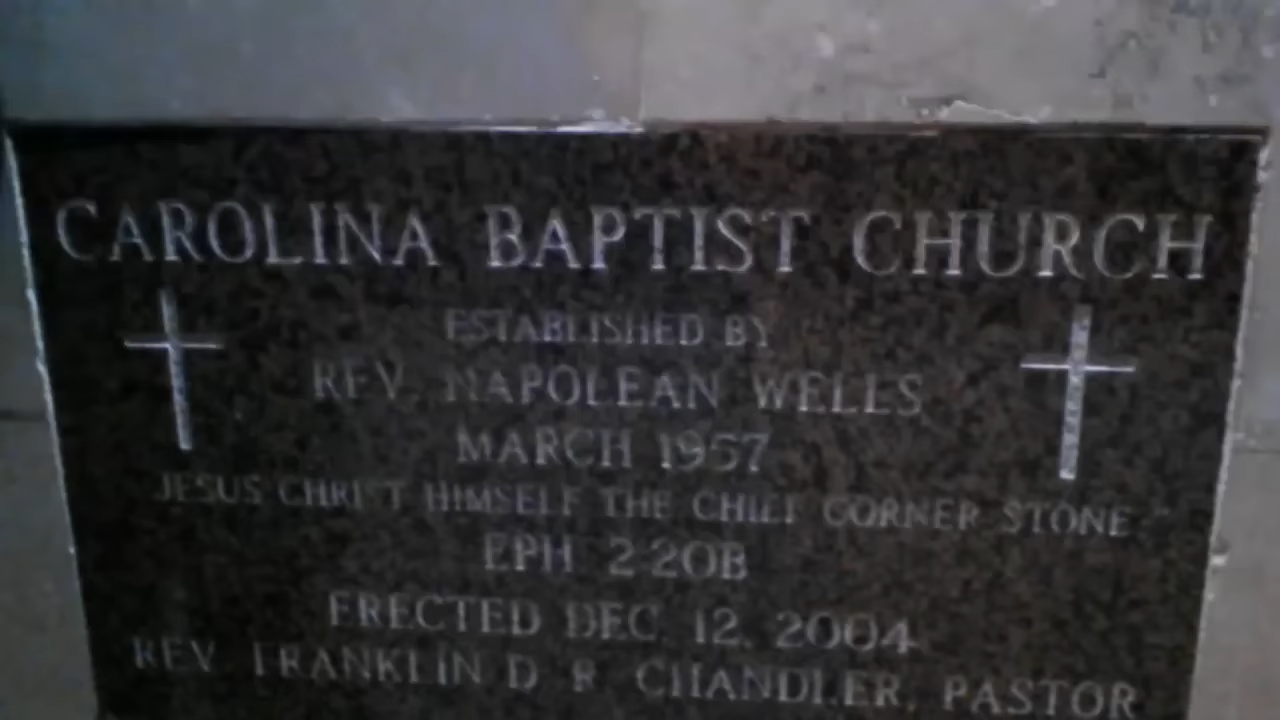 CAROLINA BAPTIST CHURCH
ESTABLISHED BY
REV. NAPOLEAN WELLS
MARCH 1957
JESUS CHRIST HIMSELF THE CHIEF CORNER STONE
EPH 2-20B
ERECTED DEC. 12, 2004
REV. FRANKLIN D R CHANDLER, PASTOR